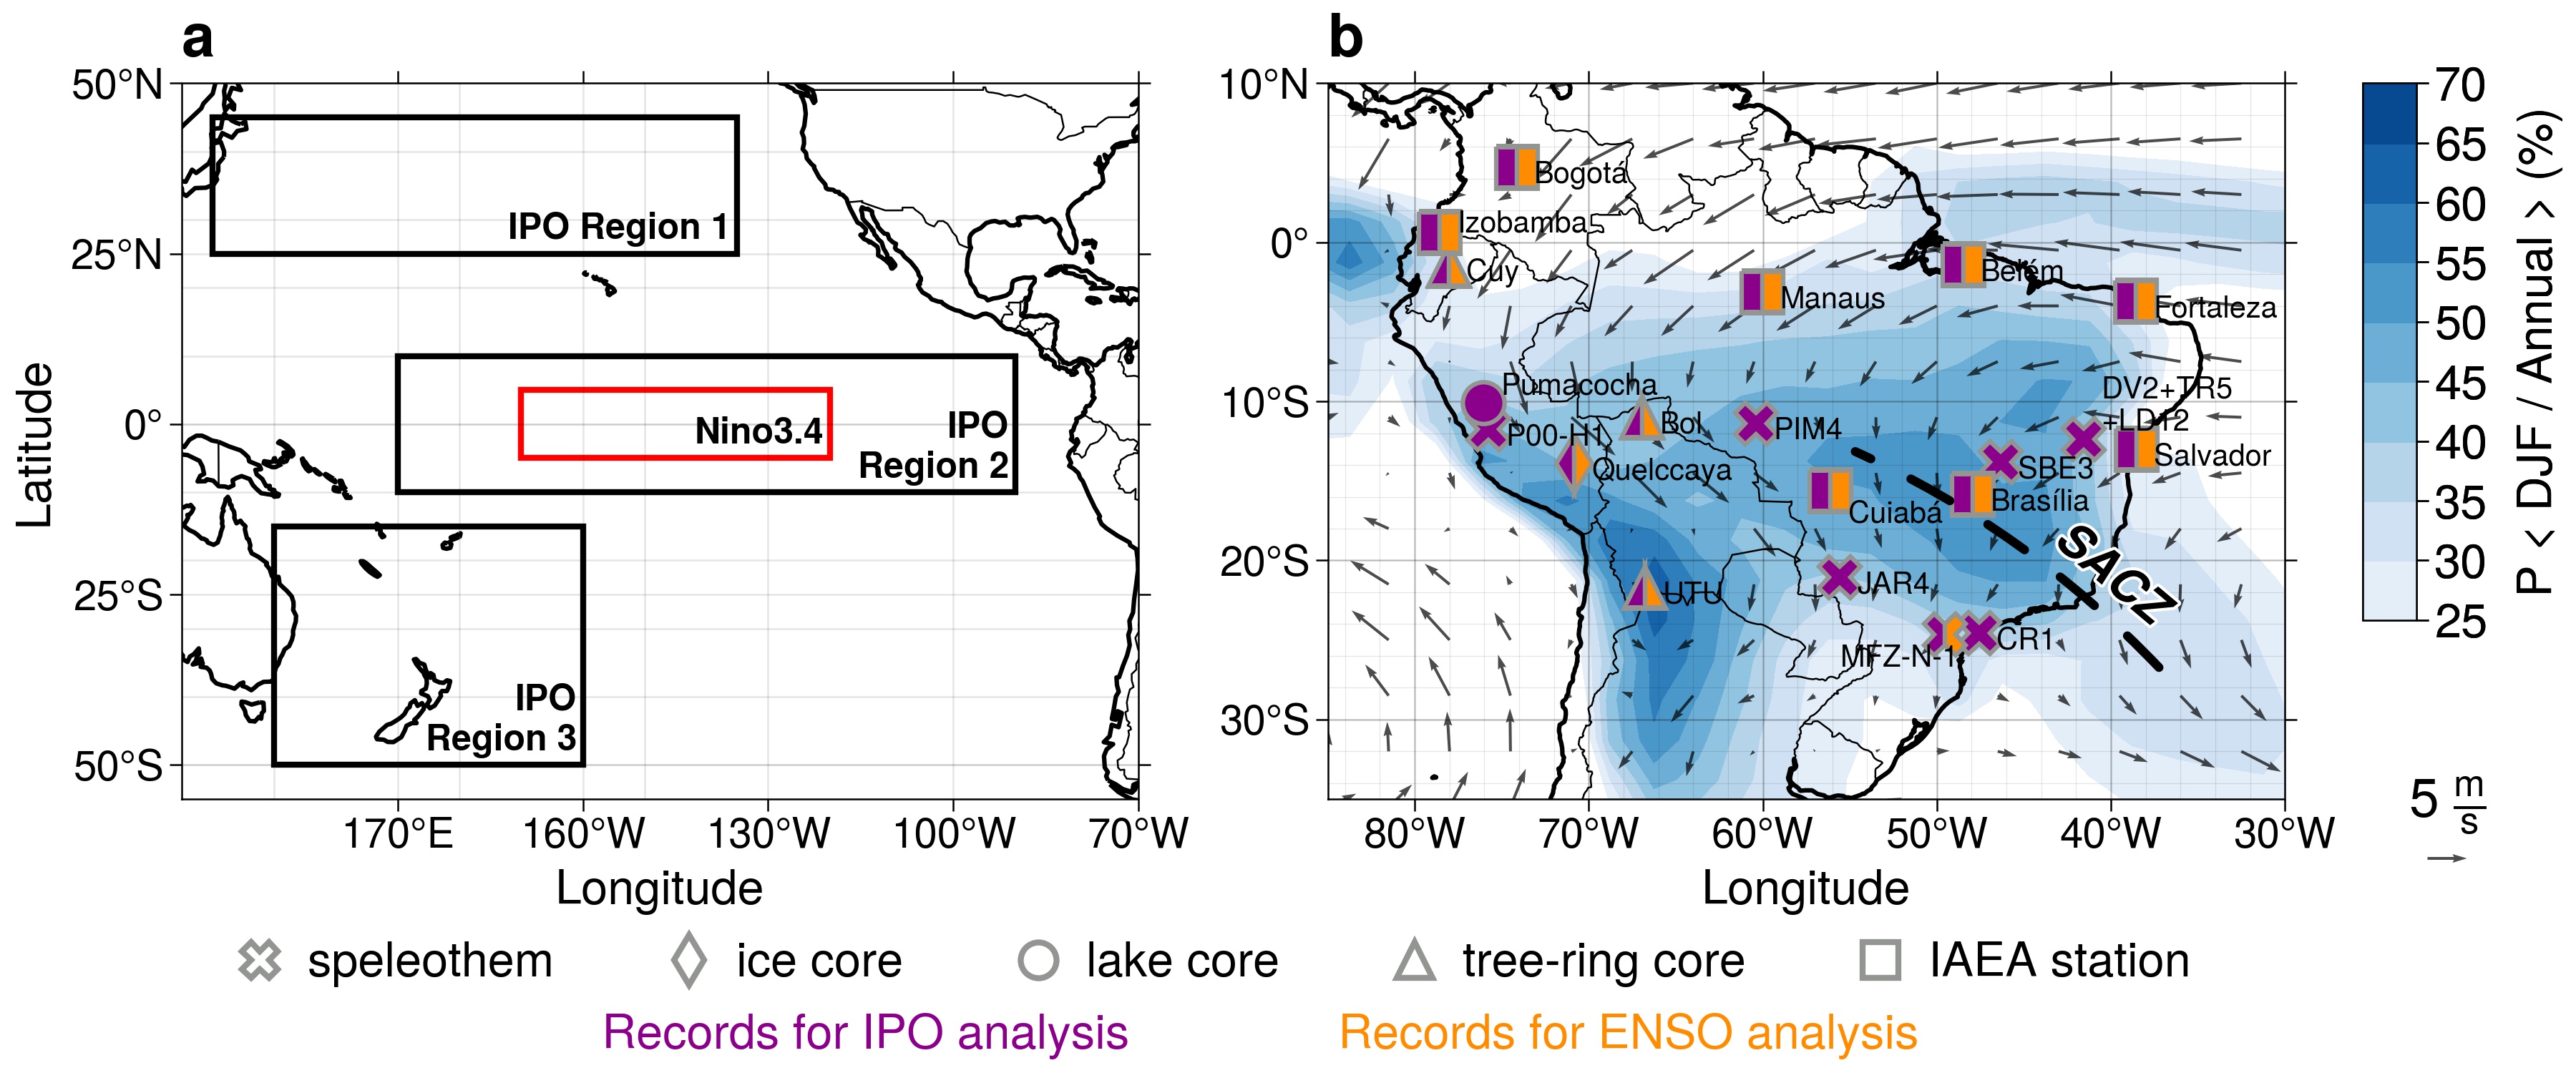 a
50°N
25°N
0°
25°S
50°S
Latitude
170°E
160°W
130°W
100°W
70°W
Longitude
IPO Region 1
Nino3.4
IPO
Region 2
IPO
Region 3
b
10°N
0°
10°S
20°S
30°S
80°W
70°W
60°W
50°W
40°W
30°W
Longitude
Bogotá
Izobamba
Cuy
Manaus
Belém
Fortaleza
Pumacocha
P00-H1
Bol
PIM4
DV2+TR5
+LD12
Quelccaya
SBE3
Salvador
Cuiabá
Brasília
SACZ
UTU
JAR4
MFZ-N-1
CR1
70
65
60
55
50
45
40
35
30
25
P < DJF / Annual > (%)
5 m/s
speleothem
ice core
lake core
tree-ring core
IAEA station
Records for IPO analysis
Records for ENSO analysis